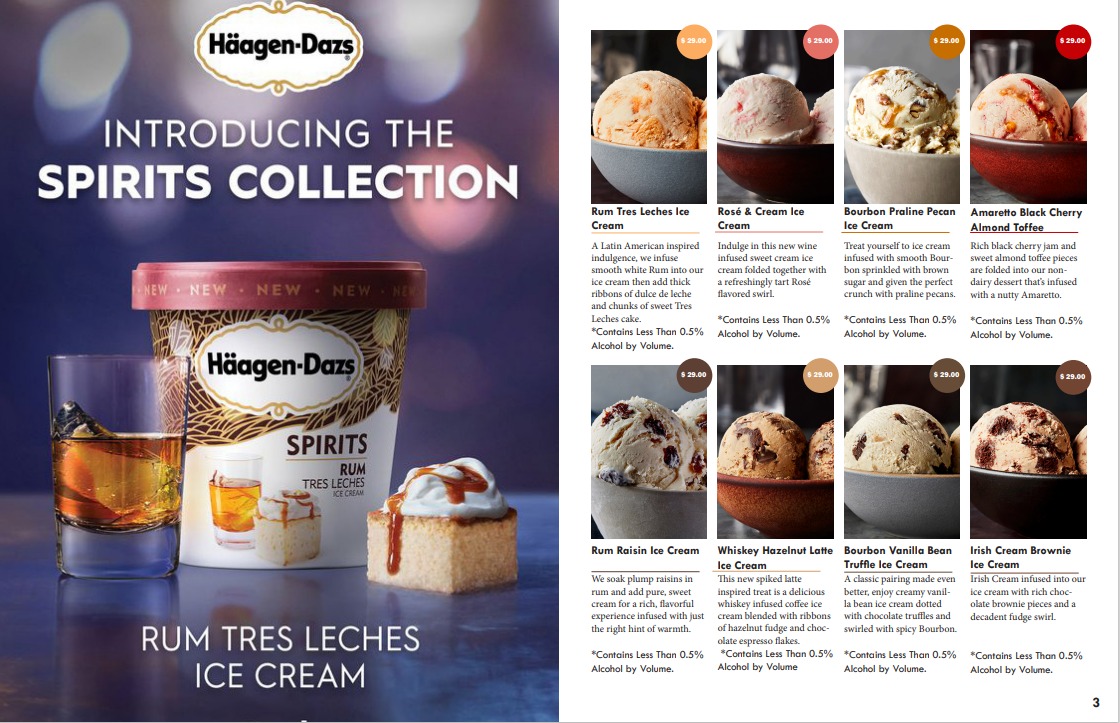 Häagen-Dazs®
INTRODUCING THE
SPIRITS COLLECTION
NEW • NEW • NEW • NEW
Häagen-Dazs
SPIRITS
RUM
TRES LECHES
ICE CREAM
RUM TRES LECHES
ICE CREAM
$ 29.00
Rum Tres Leches Ice
Cream
A Latin American inspired
indulgence, we infuse
smooth white Rum into our
ice cream then add thick
ribbons of dulce de leche
and chunks of sweet Tres
Leches cake.
*Contains Less Than 0.5%
Alcohol by Volume.
$ 29.00
Rosé & Cream Ice
Cream
Indulge in this new wine
infused sweet cream ice
cream folded together with
a refreshingly tart Rosé
flavored swirl.
*Contains Less Than 0.5%
Alcohol by Volume.
$ 29.00
Bourbon Praline Pecan
Ice Cream
Treat yourself to ice cream
infused with smooth Bour-
bon sprinkled with brown
sugar and given the perfect
crunch with praline pecans.
*Contains Less Than 0.5%
Alcohol by Volume.
$ 29.00
Amaretto Black Cherry
Almond Toffee
Rich black cherry jam and
sweet almond toffee pieces
are folded into our non-
dairy dessert that's infused
with a nutty Amaretto.
*Contains Less Than 0.5%
Alcohol by Volume.
$ 29.00
Rum Raisin Ice Cream
We soak plump raisins in
rum and add pure, sweet
cream for a rich, flavorful
experience infused with just
the right hint of warmth.
*Contains Less Than 0.5%
Alcohol by Volume.
$ 29.00
Whiskey Hazelnut Latte
Ice Cream
This new spiked latte
inspired treat is a delicious
whiskey infused coffee ice
cream blended with ribbons
of hazelnut fudge and choc-
olate espresso flakes.
*Contains Less Than 0.5%
Alcohol by Volume
$ 29.00
Bourbon Vanilla Bean
Truffle Ice Cream
A classic pairing made even
better, enjoy creamy vanil-
la bean ice cream dotted
with chocolate truffles and
swirled with spicy Bourbon.
*Contains Less Than 0.5%
Alcohol by Volume.
$ 29.00
Irish Cream Brownie
Ice Cream
Irish Cream infused into our
ice cream with rich choc-
olate brownie pieces and a
decadent fudge swirl.
*Contains Less Than 0.5%
Alcohol by Volume.
3